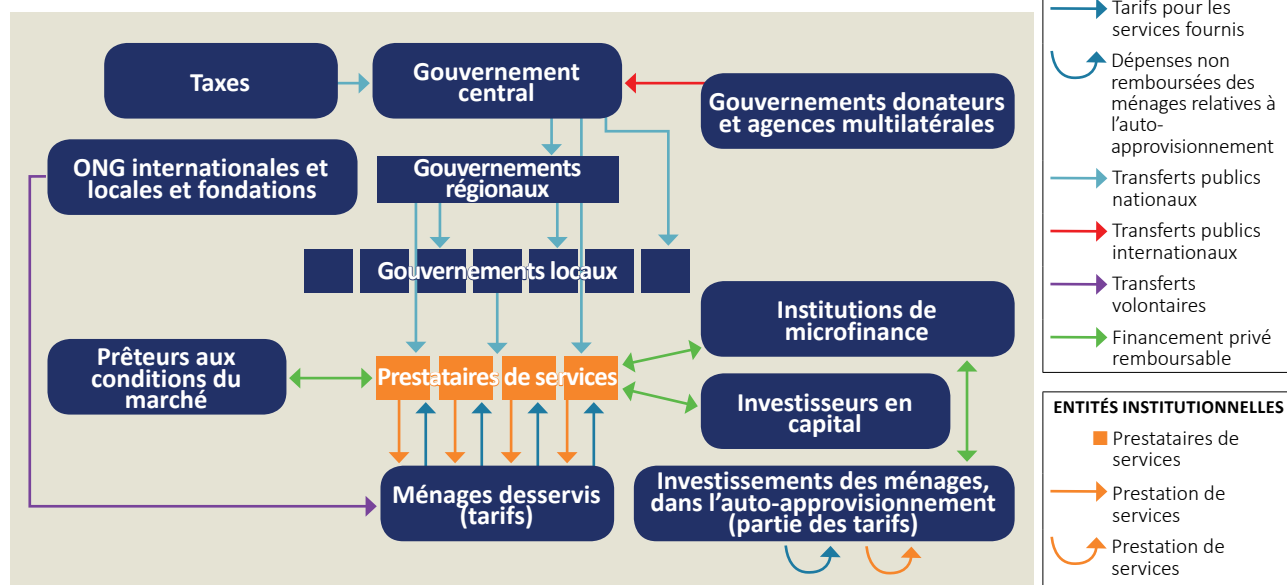 Taxes
Gouvernement
central
Gouvernements donateurs
et agences multilatérales
ONG internationales et
locales et fondations
Gouvernements
régionaux
Gouvernements locaux
Institutions de
microfinance
Prêteurs aux
conditions du
marché
Prestataires de services
Investisseurs en
capital
Ménages desservis
(tarifs)
Investissements des ménages,
dans l'auto-approvisionnement
(partie des tarifs)
Tarifs pour les
services fournis
Dépenses non
remboursées des
ménages relatives à
l'auto-
approvisionnement
Transferts publics
nationaux
Transferts publics
internationaux
Transferts
volontaires
Financement privé
remboursable
ENTITÉS INSTITUTIONNELLES
Prestataires de
services
Prestation de
services
Prestation de
services